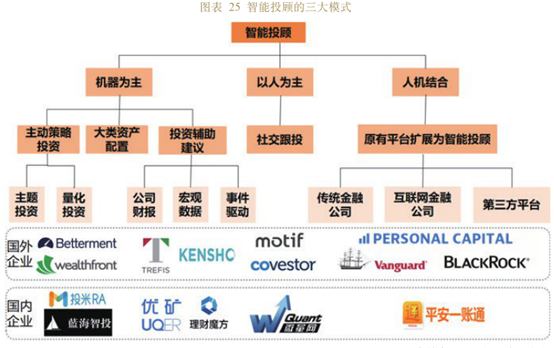 图表 25 智能投顾的三大模式
智能投顾
机器为主
以人为主
人机结合
主动策略
投资
大类资产
配置
投资辅助
建议
社交跟投
原有平台扩展为智能投顾
主题
投资
量化
投资
公司
财报
宏观
数据
事件
驱动
传统金融
公司
互联网金融
公司
第三方平台
国外
企业
Betterment
wealthfront
TREFIS
KENSHO
motif
covestor
PERSONAL CAPITAL
Vanguard
BLACKROCK
国内
企业
投米RA
蓝海智投
优矿
UQER
理财魔方
Quant
微量网
平安一账通